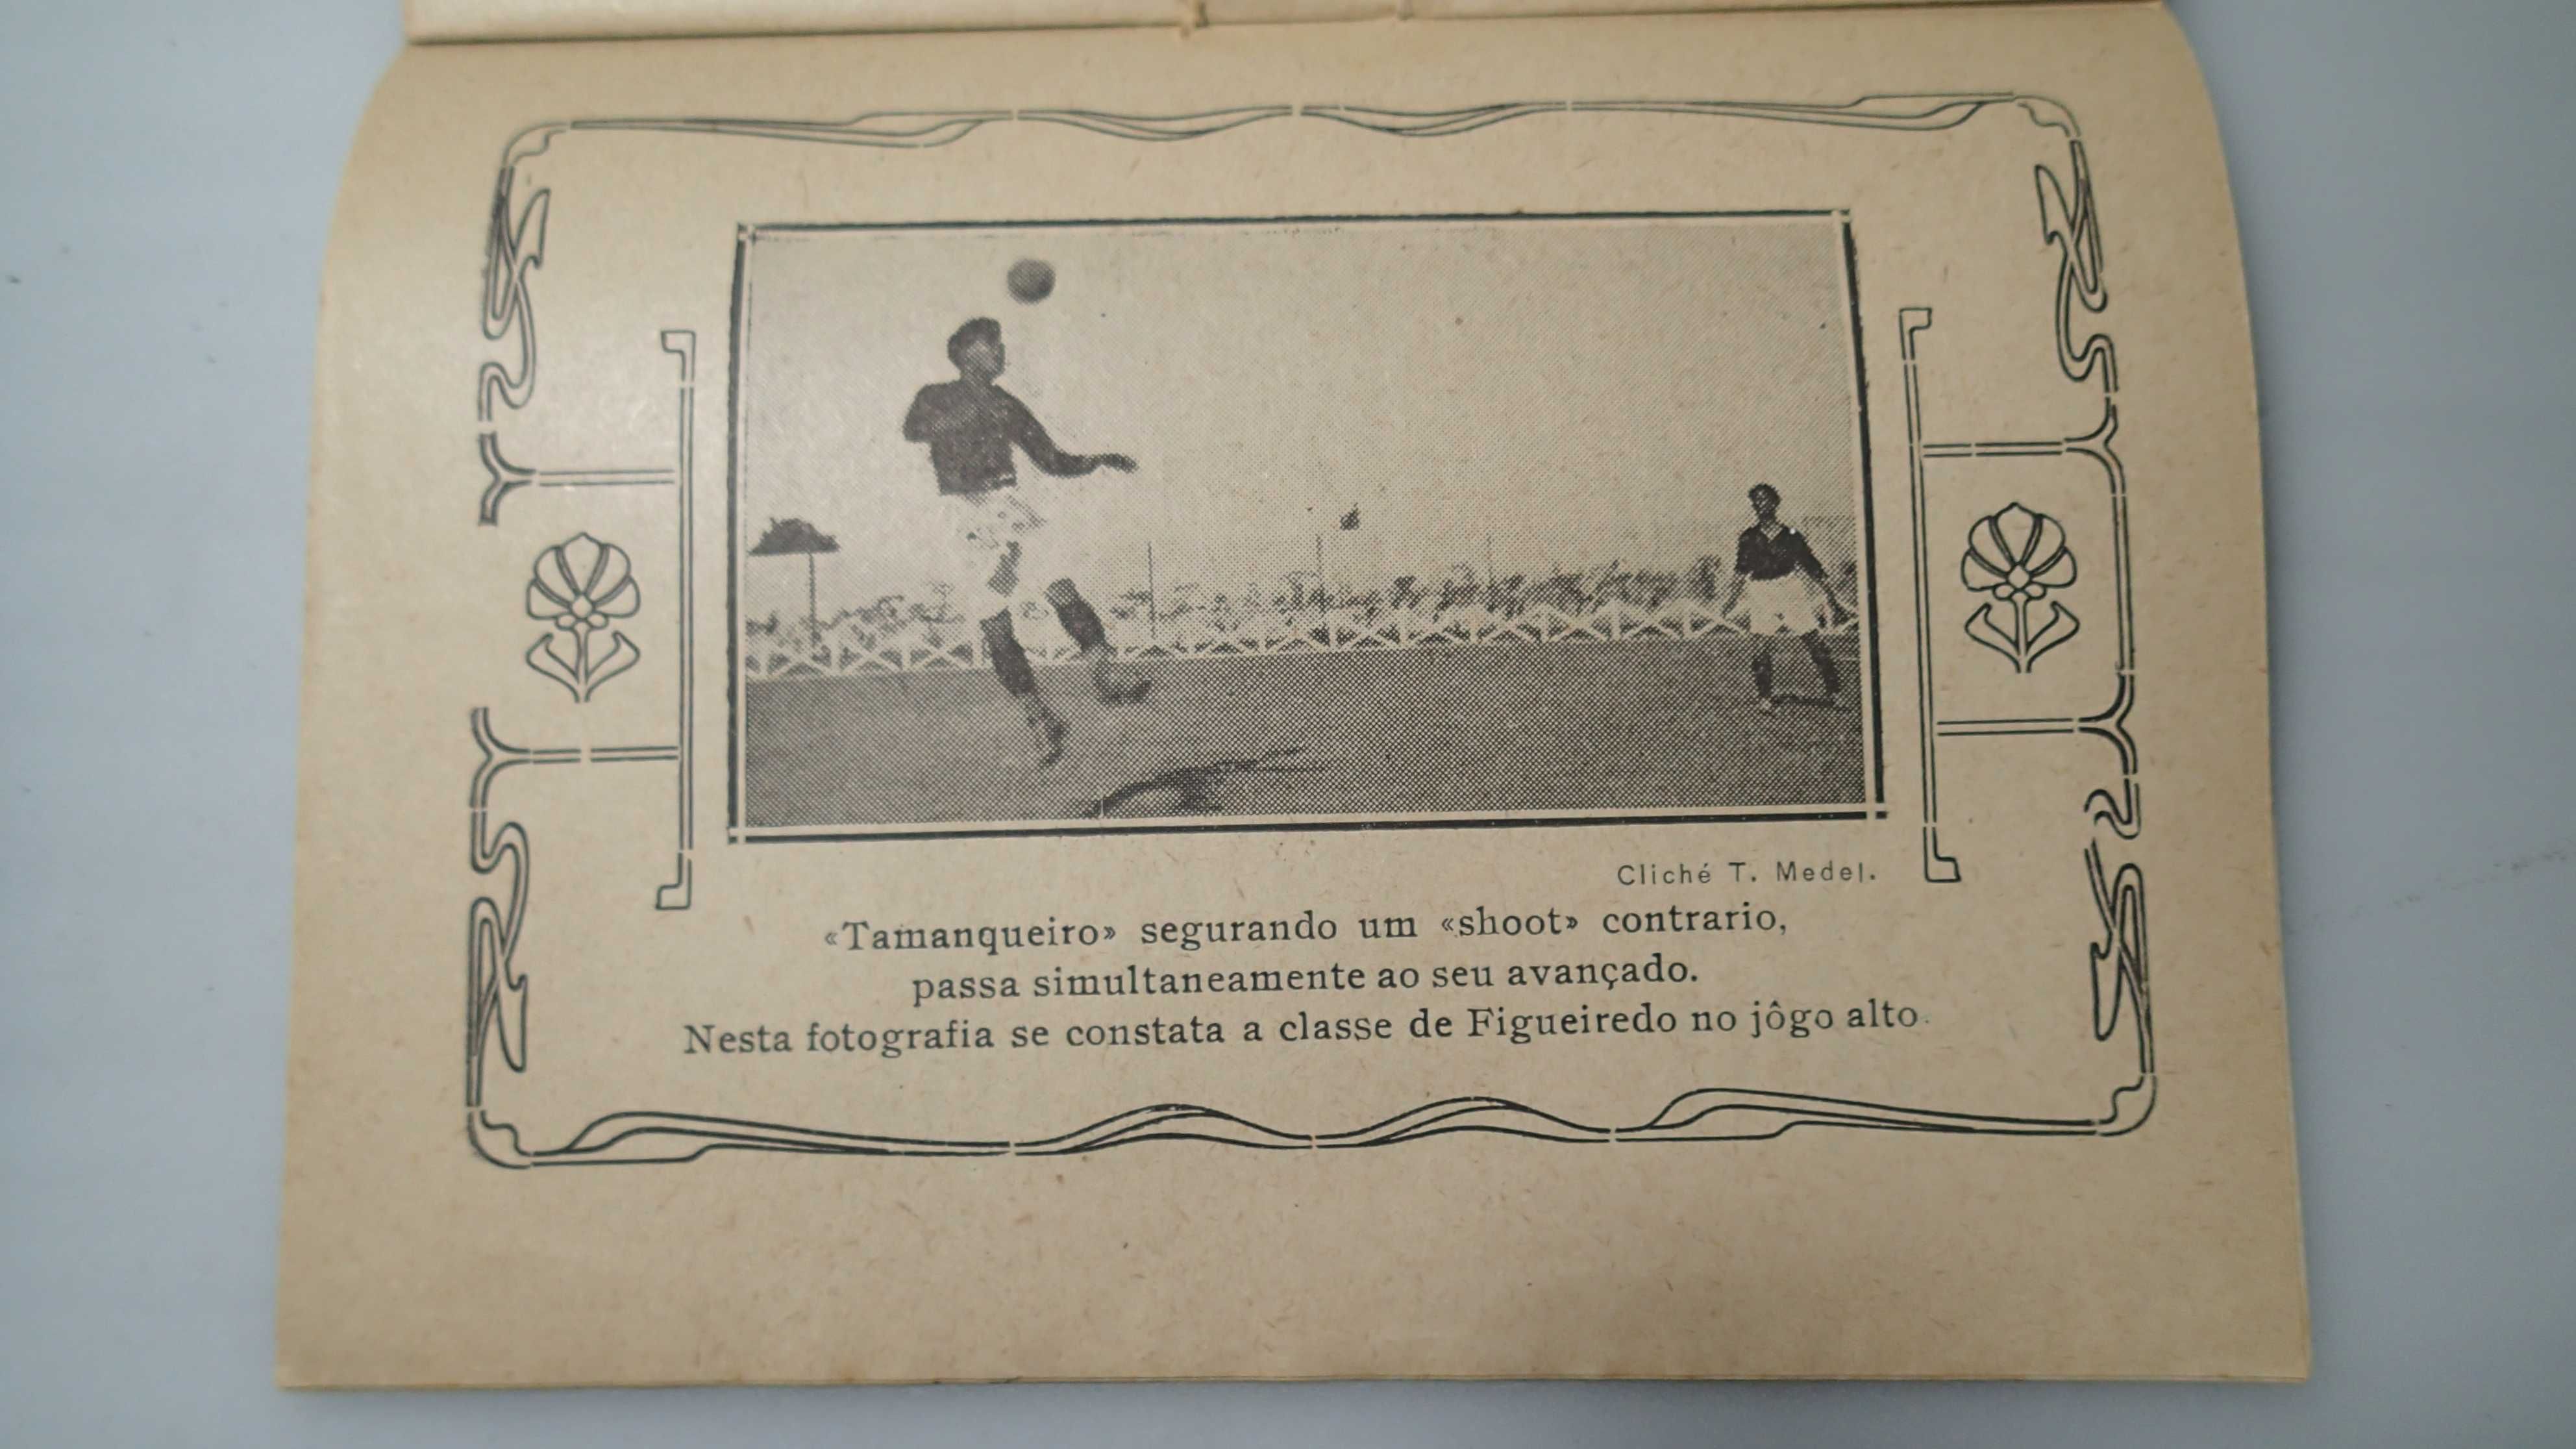 Cliché T. Medel.
«Tamanqueiro» segurando um «shoot» contrario,
passa simultaneamente ao seu avançado.
Nesta fotografia se constata a classe de Figueiredo no jôgo alto.